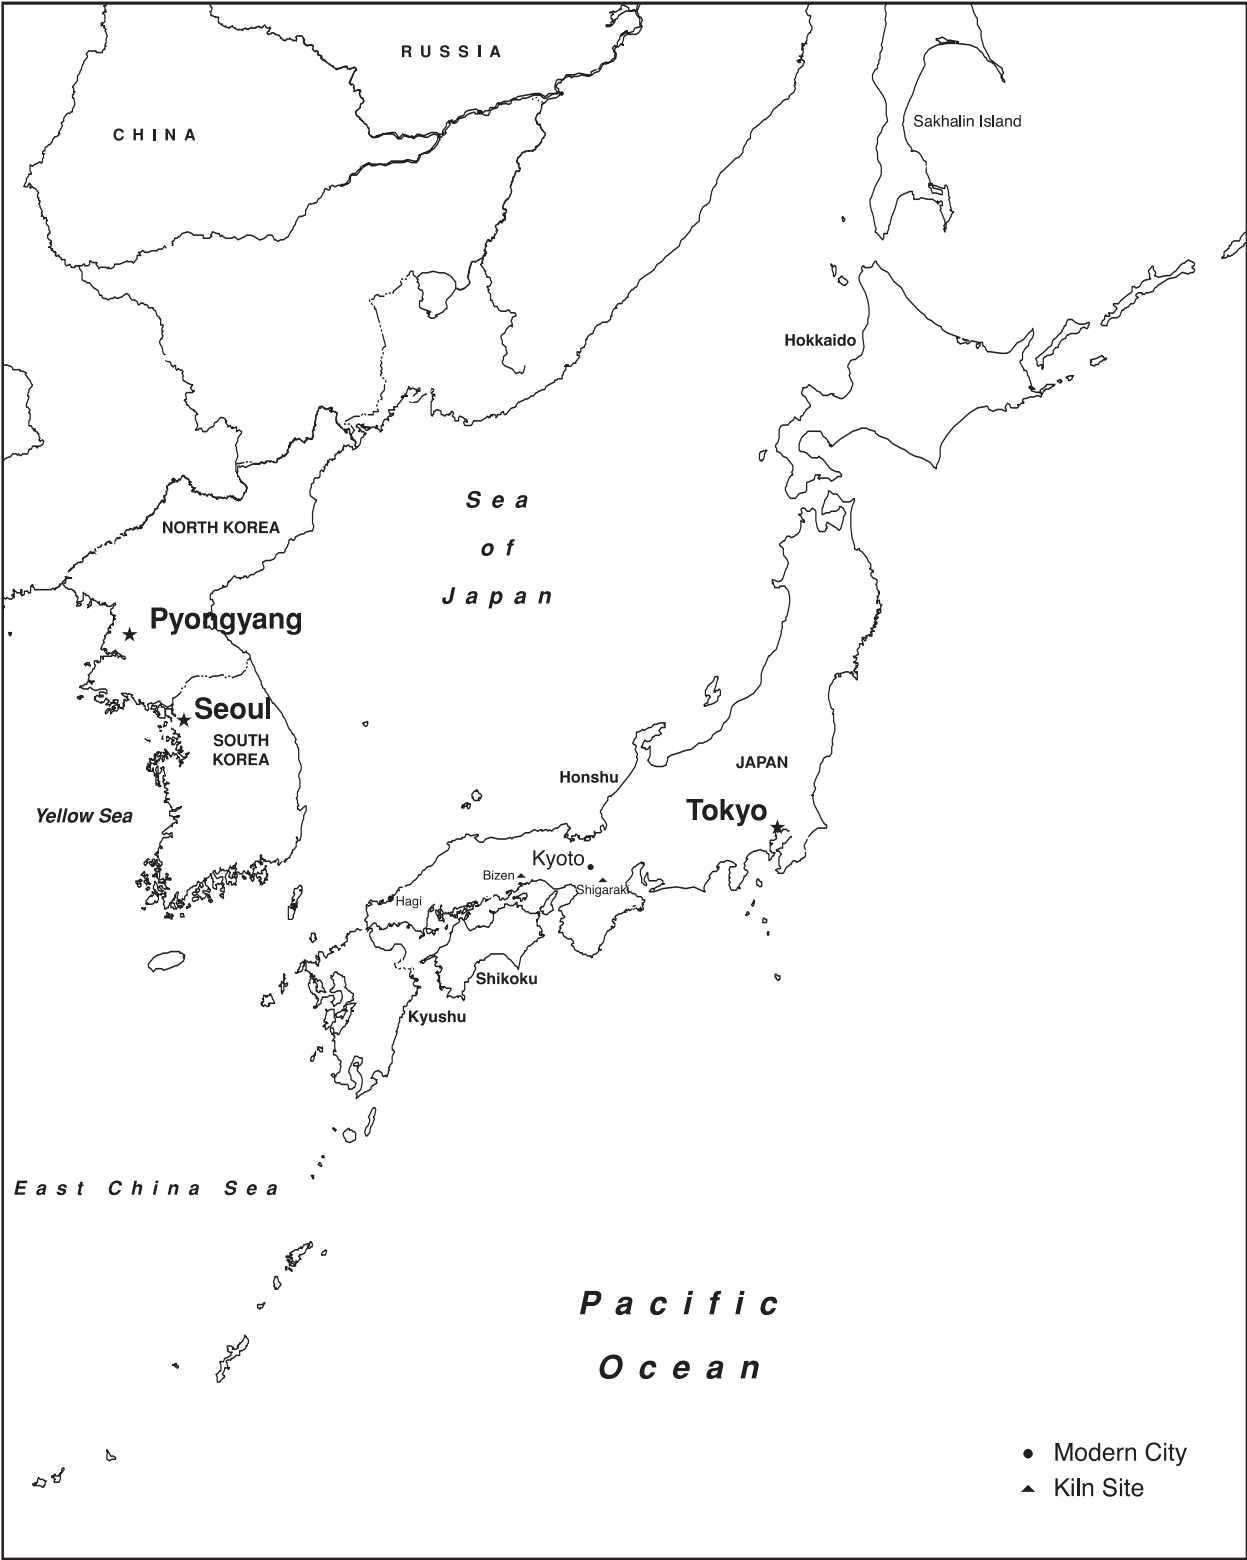 RUSSIA
CHINA
Sakhalin Island
Hokkaido
Sea
of
Japan
NORTH KOREA
Pyongyang
Seoul
SOUTH
KOREA
Yellow Sea
Honshu
JAPAN
Tokyo
Kyoto
Bizen
Shigaraki
Hagi
Shikoku
Kyushu
East China Sea
Pacific
Ocean
Modern City
Kiln Site